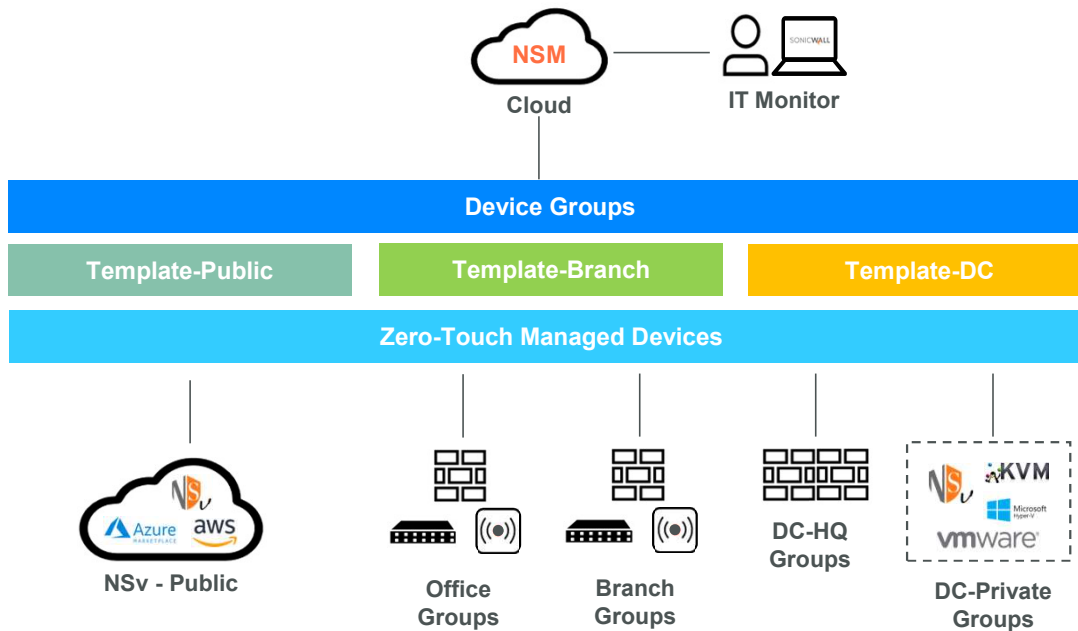 NSM
SONICWALL
Cloud
IT Monitor
Device Groups
Template-Public
Template-Branch
Template-DC
Zero-Touch Managed Devices
NSv
Azure
MARKETPLACE
aws
NSv - Public
Office
Groups
Branch
Groups
DC-HQ
Groups
NSv
KVM
Microsoft
Hyper-V
vmware
DC-Private
Groups